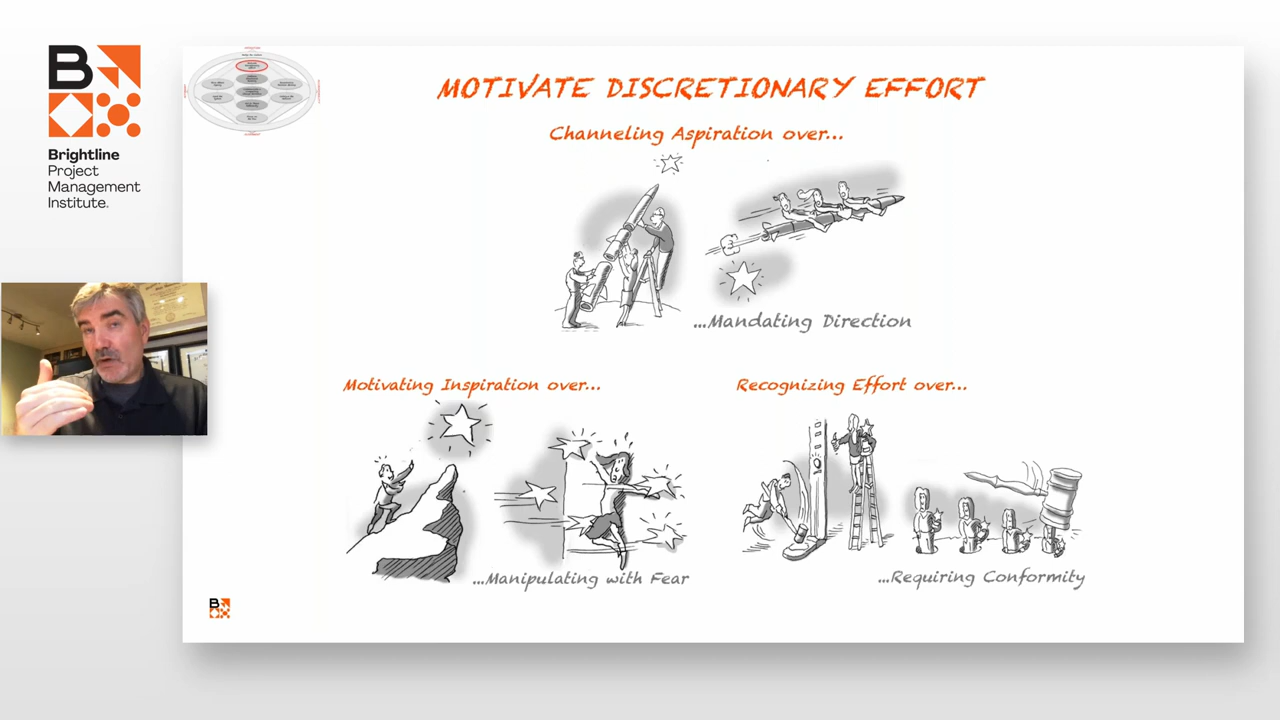 B
Brightline
Project
Management
Institute.
MOTIVATE DISCRETIONARY EFFORT
Channeling Aspiration over...
...Mandating Direction
Motivating Inspiration over...
...Manipulating with Fear
Recognizing Effort over...
...Requiring Conformity
B